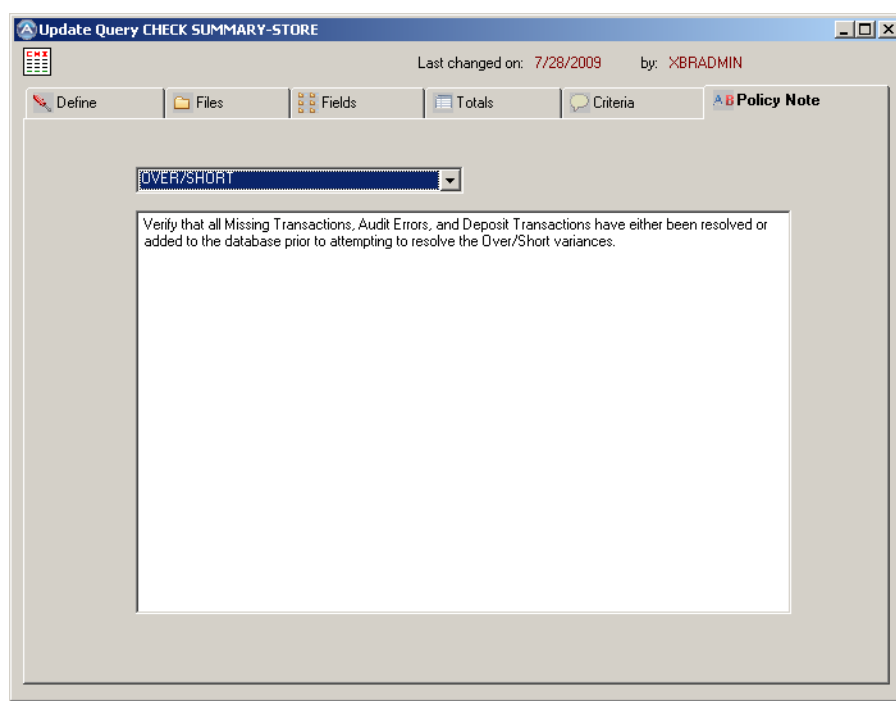 Update Query CHECK SUMMARY-STORE
Last changed on: 7/28/2009 by: XBRADMIN
Define Files Fields Totals Criteria AB Policy Note
OVER/SHORT
Verify that all Missing Transactions, Audit Errors, and Deposit Transactions have either been resolved or
added to the database prior to attempting to resolve the Over/Short variances.